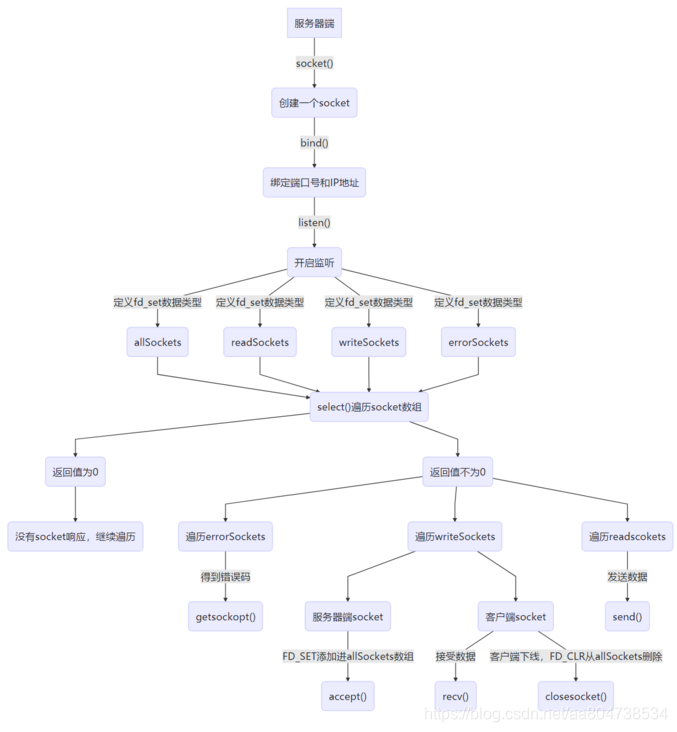 服务器端
socket()
创建一个socket
bind()
绑定端口号和IP地址
listen()
开启监听
定义fd_set数据类型 定义fd_set数据类型 定义fd_set数据类型 定义fd_set数据类型
allSockets readSockets writeSockets errorSockets
select()遍历socket数组
返回值为0 返回值不为0
没有socket响应，继续遍历 遍历errorSockets 遍历writeSockets 遍历readscokets
得到错误码 发送数据
getsockopt() 服务器端socket 客户端socket send()
FD_SET添加进allSockets数组 接受数据 客户端下线，FD_CLR从allSockets删除
accept() recv() closesocket()
https://blog.csdn.net/aa804738534